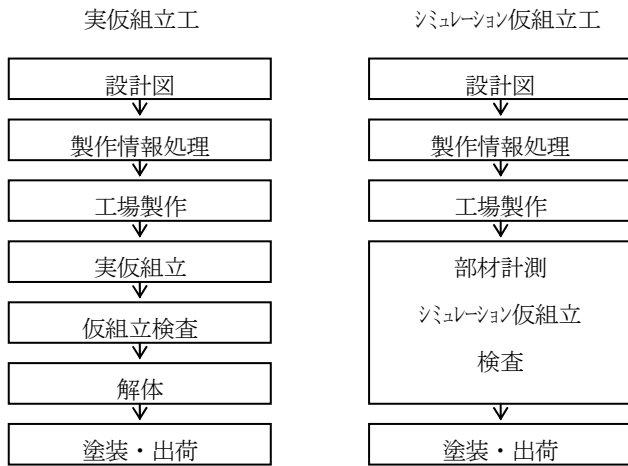 実仮組立工
設計図
製作情報処理
工場製作
実仮組立
仮組立検査
解体
塗装・出荷
ｼﾐｭﾚｰｼｮﾝ仮組立工
設計図
製作情報処理
工場製作
部材計測
ｼﾐｭﾚｰｼｮﾝ仮組立
検査
塗装・出荷